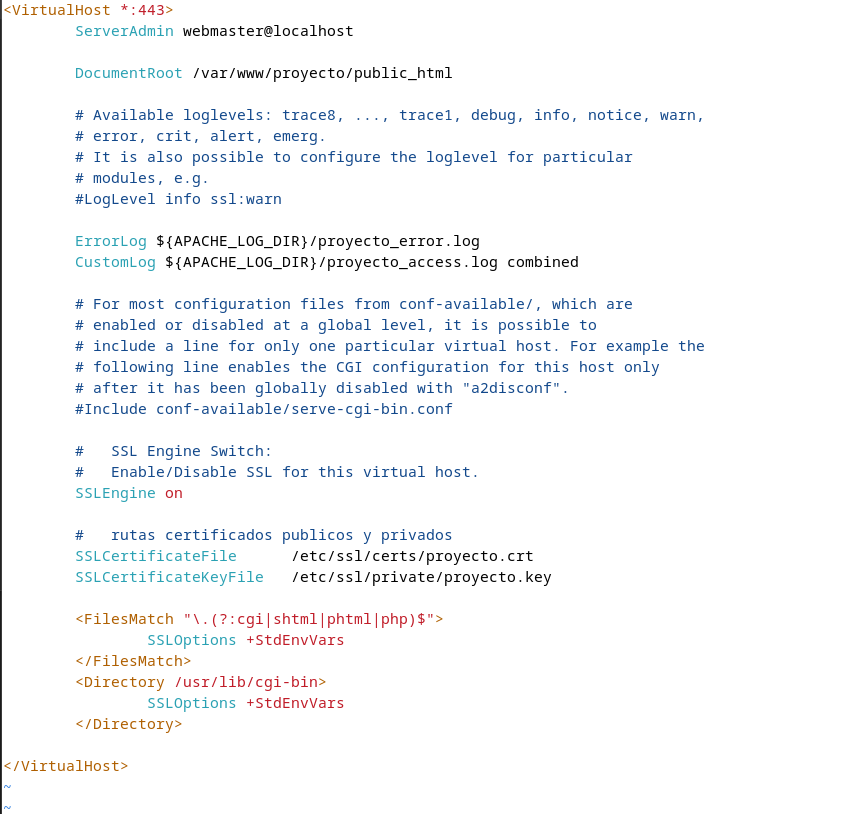 <VirtualHost *:443>
ServerAdmin webmaster@localhost
DocumentRoot /var/www/proyecto/public_html
# Available loglevels: trace8, ..., trace1, debug, info, notice, warn,
# error, crit, alert, emerg.
# It is also possible to configure the loglevel for particular
# modules, e.g.
#LogLevel info ssl:warn
ErrorLog ${APACHE_LOG_DIR}/proyecto_error.log
CustomLog ${APACHE_LOG_DIR}/proyecto_access.log combined
# For most configuration files from conf-available/, which are
# enabled or disabled at a global level, it is possible to
# include a line for only one particular virtual host. For example the
# following line enables the CGI configuration for this host only
# after it has been globally disabled with "a2disconf".
#Include conf-available/serve-cgi-bin.conf
#   SSL Engine Switch:
#   Enable/Disable SSL for this virtual host.
SSLEngine on
#   rutas certificados publicos y privados
SSLCertificateFile      /etc/ssl/certs/proyecto.crt
SSLCertificateKeyFile   /etc/ssl/private/proyecto.key
<FilesMatch "\.(?:cgi|shtml|phtml|php)$">
SSLOptions +StdEnvVars
</FilesMatch>
<Directory /usr/lib/cgi-bin>
SSLOptions +StdEnvVars
</Directory>
</VirtualHost>
~
~